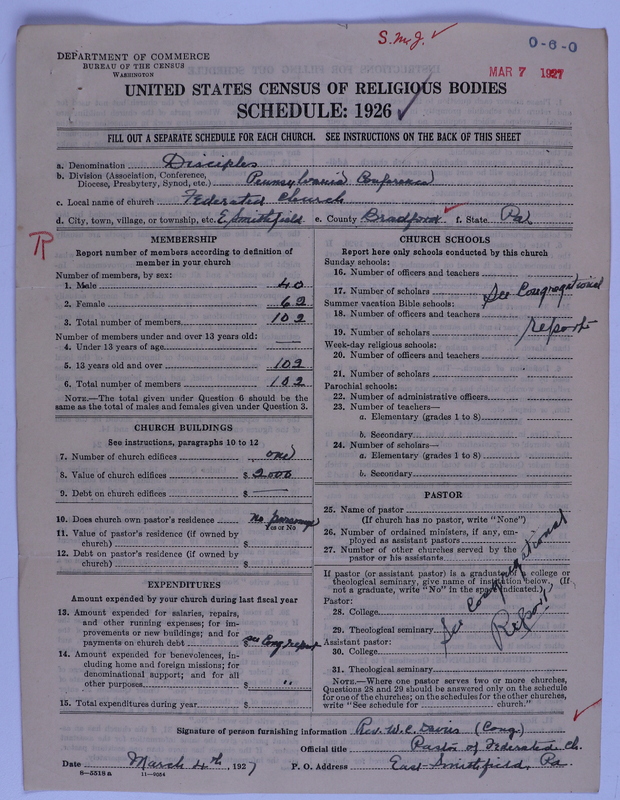 S.McJ.
0-6-0
DEPARTMENT OF COMMERCE
BUREAU OF THE CENSUS
WASHINGTON
MAR 7 1927
UNITED STATES CENSUS OF RELIGIOUS BODIES
SCHEDULE: 1926
FILL OUT A SEPARATE SCHEDULE FOR EACH CHURCH. SEE INSTRUCTIONS ON THE BACK OF THIS SHEET
a. Denomination Disciples
b. Division (Association, Conference, Diocese, Presbytery, Synod, etc.) Pennsylvania Conference
c. Local name of church Federated Church
d. City, town, village, or township, etc. E. Smithfield e. County Bradford f. State Pa
MEMBERSHIP
Report number of members according to definition of
member in your church
Number of members, by sex:
1. Male 40
2. Female 62
3. Total number of members 102
Number of members under and over 13 years old:
4. Under 13 years of age —
5. 13 years old and over 102
6. Total number of members 102
NOTE.—The total given under Question 6 should be
same as the total of males and females given under Question 3.
CHURCH BUILDINGS
See instructions, paragraphs 10 to 12
7. Number of church edifices one
8. Value of church edifices $ 2000
9. Debt on church edifices $ —
10. Does church own pastor's residence No parsonage
Yes or No
11. Value of pastor's residence (if owned by
church) $
12. Debt on pastor's residence (if owned by
church) $
EXPENDITURES
Amount expended by your church during last fiscal year
13. Amount expended for salaries, repairs,
and other running expenses; for im-
provements or new buildings; and for
payments on church debt $ see Cong report
14. Amount expended for benevolences, in-
cluding home and foreign missions; for
denominational support; and for all
other purposes $ "
15. Total expenditures during year $
CHURCH SCHOOLS
Report here only schools conducted by this church
Sunday schools:
16. Number of officers and teachers
17. Number of scholars See Congregational
Summer vacation Bible schools:
18. Number of officers and teachers
19. Number of scholars report
Week-day religious schools:
20. Number of officers and teachers
21. Number of scholars
Parochial schools:
22. Number of administrative officers
23. Number of teachers—
a. Elementary (grades 1 to 8)
b. Secondary
24. Number of scholars—
a. Elementary (grades 1 to 8)
b. Secondary
PASTOR
25. Name of pastor
(If church has no pastor, write "None")
26. Number of ordained ministers, if any, em-
ployed as assistant pastors
27. Number of other churches served by the
pastor or his assistants
If pastor (or assistant pastor) is a graduate of a college or
theological seminary, give name of institution below. (If
not a graduate, write "No" in the space indicated.)
Pastor:
28. College
29. Theological seminary
See Congregational
Report
Assistant pastor:
30. College
31. Theological seminary
NOTE.—Where one pastor serves two or more churches,
Questions 28 and 29 should be answered only on the schedule
for one of the churches; on the schedules for the other churches,
write "See schedule for church."
Signature of person furnishing information Rev. W. C. Davis (Cong.)
Official title Pastor of Federated Ch.
Date March 4th, 1927 P. O. Address East Smithfield, Pa.
8-5518 a 11-9054